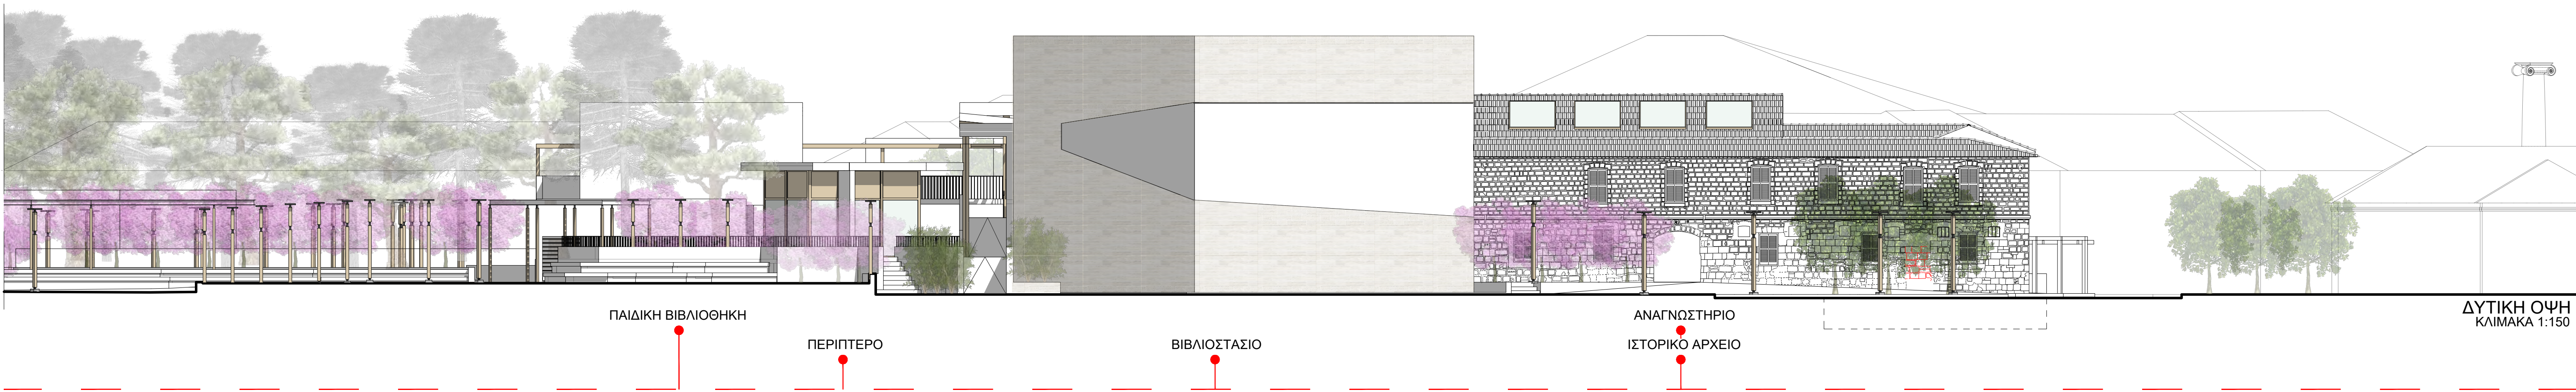 ΔΥΤΙΚΗ ΟΨΗ
ΚΛΙΜΑΚΑ 1:150
ΠΑΙΔΙΚΗ ΒΙΒΛΙΟΘΗΚΗ
ΑΝΑΓΝΩΣΤΗΡΙΟ
ΠΕΡΙΠΤΕΡΟ
ΒΙΒΛΙΟΣΤΑΣΙΟ
ΙΣΤΟΡΙΚΟ ΑΡΧΕΙΟ